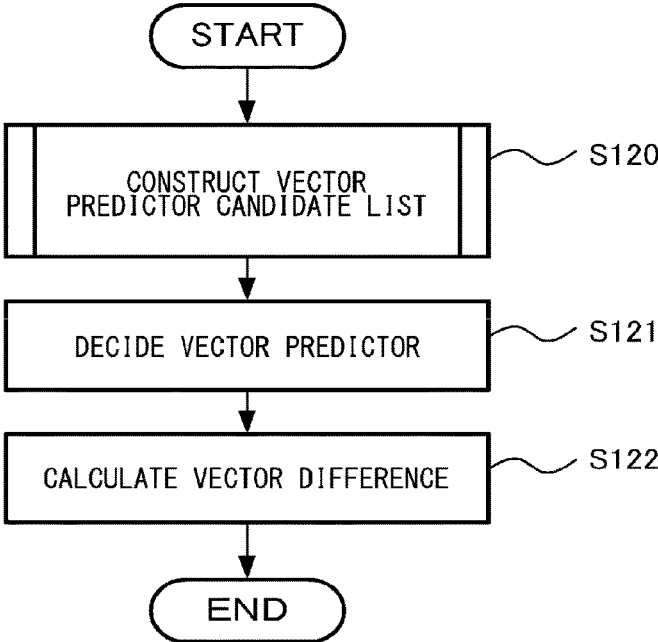 START
CONSTRUCT VECTOR
PREDICTOR CANDIDATE LIST
S120
DECIDE VECTOR PREDICTOR
S121
CALCULATE VECTOR DIFFERENCE
S122
END